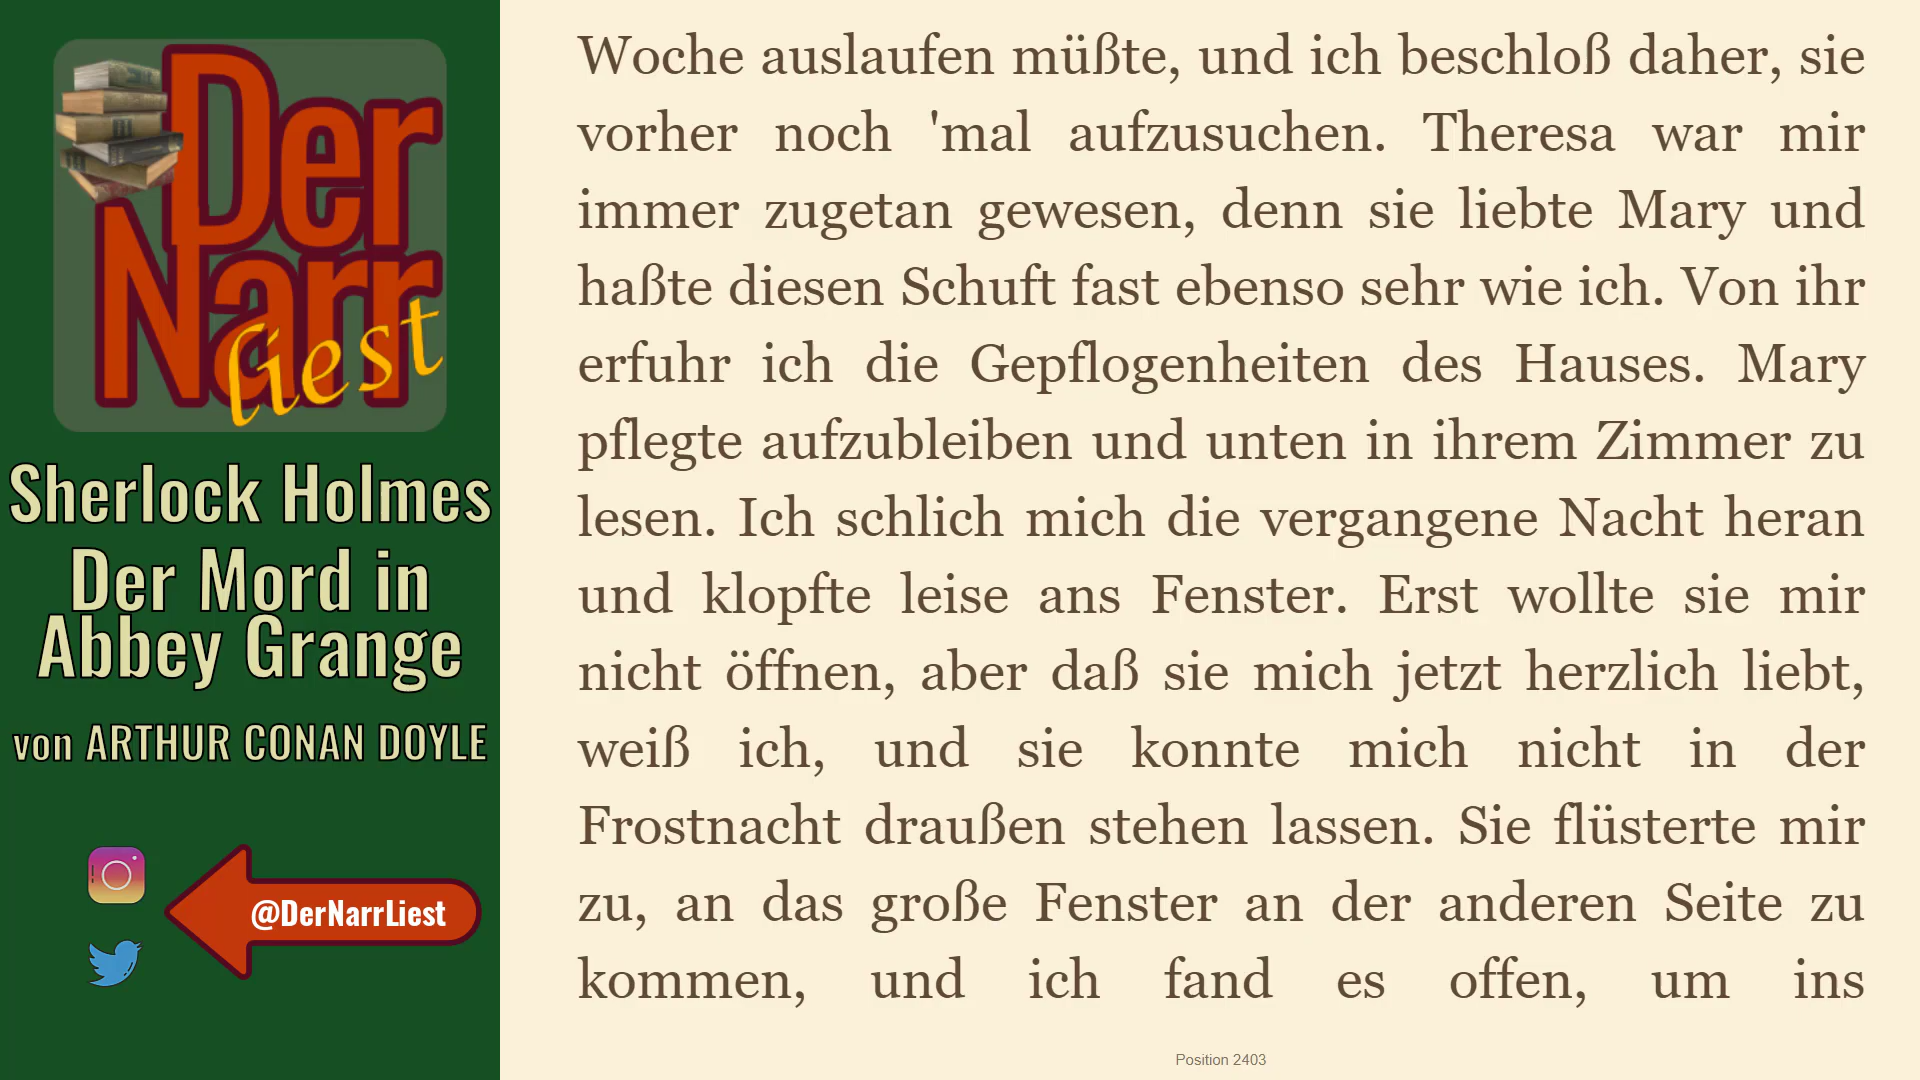 Der
Narr
liest
Sherlock Holmes
Der Mord in
Abbey Grange
von ARTHUR CONAN DOYLE
@DerNarrLiest
Woche auslaufen müßte, und ich beschloß daher, sie
vorher noch 'mal aufzusuchen. Theresa war mir
immer zugetan gewesen, denn sie liebte Mary und
haßte diesen Schuft fast ebenso sehr wie ich. Von ihr
erfuhr ich die Gepflogenheiten des Hauses. Mary
pflegte aufzubleiben und unten in ihrem Zimmer zu
lesen. Ich schlich mich die vergangene Nacht heran
und klopfte leise ans Fenster. Erst wollte sie mir
nicht öffnen, aber daß sie mich jetzt herzlich liebt,
weiß ich, und sie konnte mich nicht in der
Frostnacht draußen stehen lassen. Sie flüsterte mir
zu, an das große Fenster an der anderen Seite zu
kommen, und ich fand es offen, um ins
Position 2403